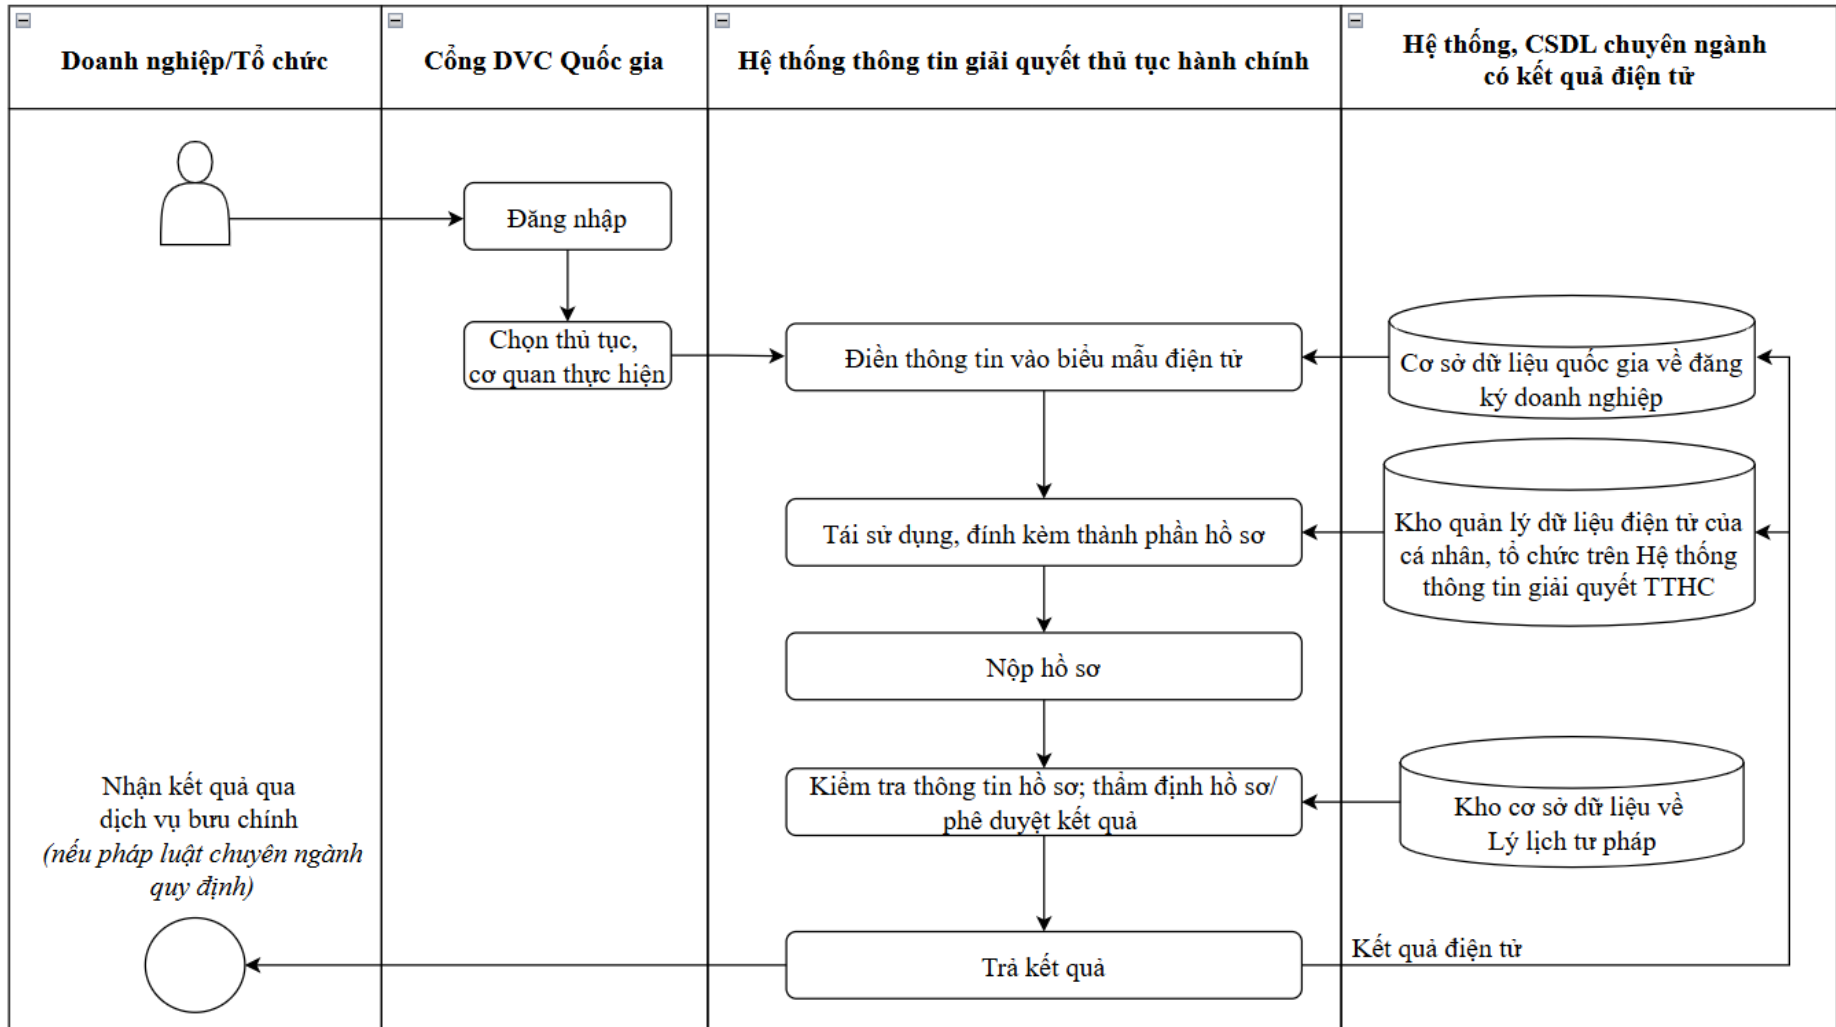 Doanh nghiệp/Tổ chức
Cổng DVC Quốc gia
Hệ thống thông tin giải quyết thủ tục hành chính
Hệ thống, CSDL chuyên ngành
có kết quả điện tử
Đăng nhập
Chọn thủ tục,
cơ quan thực hiện
Điền thông tin vào biểu mẫu điện tử
Cơ sở dữ liệu quốc gia về đăng
ký doanh nghiệp
Tái sử dụng, đính kèm thành phần hồ sơ
Kho quản lý dữ liệu điện tử của
cá nhân, tổ chức trên Hệ thống
thông tin giải quyết TTHC
Nộp hồ sơ
Kiểm tra thông tin hồ sơ; thẩm định hồ sơ/
phê duyệt kết quả
Kho cơ sở dữ liệu về
Lý lịch tư pháp
Nhận kết quả qua
dịch vụ bưu chính
(nếu pháp luật chuyên ngành
quy định)
Trả kết quả
Kết quả điện tử